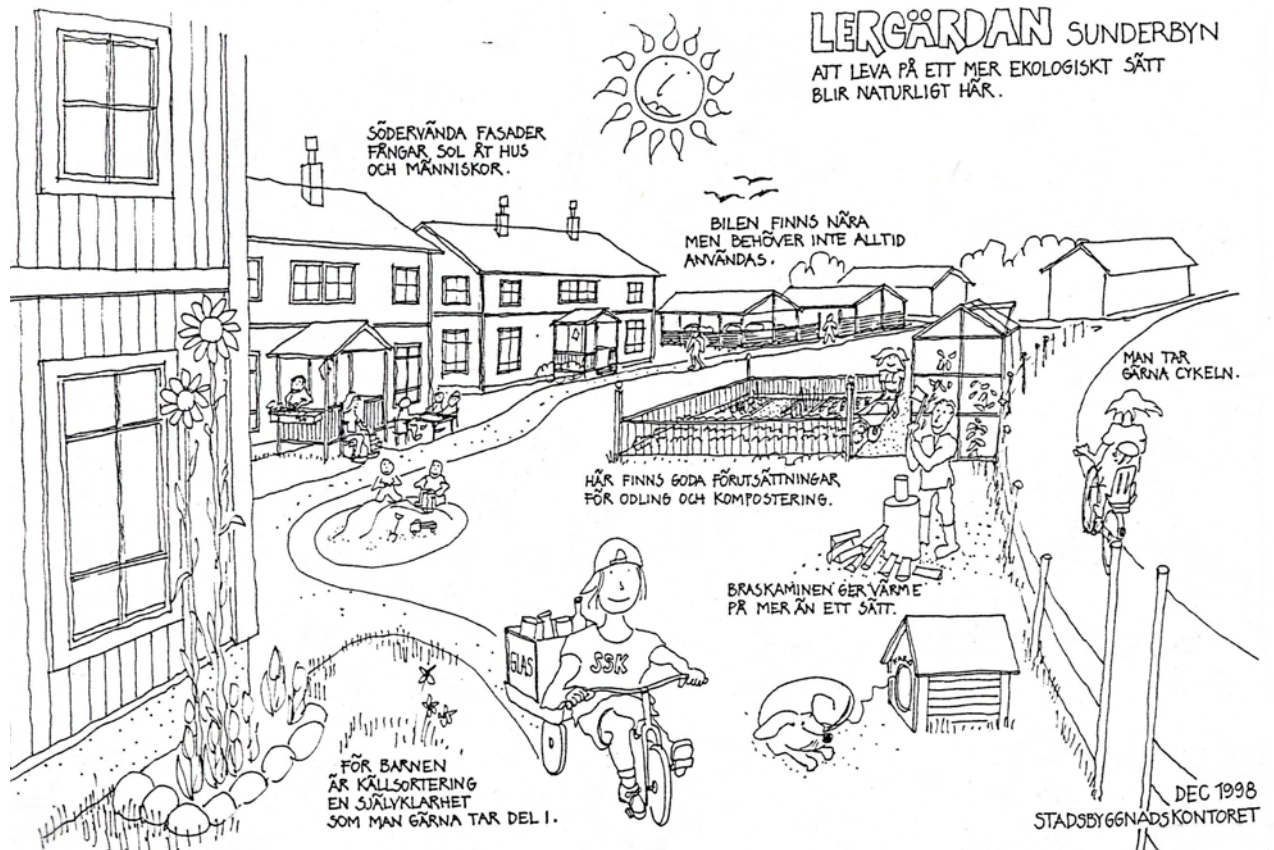 LERGÄRDAN SUNDERBYN
ATT LEVA PÅ ETT MER EKOLOGISKT SÄTT
BLIR NATURLIGT HÄR.
SÖDERVÄNDA FASADER
FÅNGAR SOL ÅT HUS
OCH MÄNNISKOR.
BILEN FINNS NÄRA
MEN BEHÖVER INTE ALLTID
ANVÄNDAS.
MAN TAR
GÄRNA CYKELN.
HÄR FINNS GODA FÖRUTSÄTTNINGAR
FÖR ODLING OCH KOMPOSTERING.
BRASKAMINEN GER VÄRME
PÅ MER ÄN ETT SÄTT.
GLAS
SSK
FÖR BARNEN
ÄR KÄLLSORTERING
EN SJÄLVKLARHET
SOM MAN GÄRNA TAR DEL I.
DEC 1998
STADSBYGGNADSKONTORET